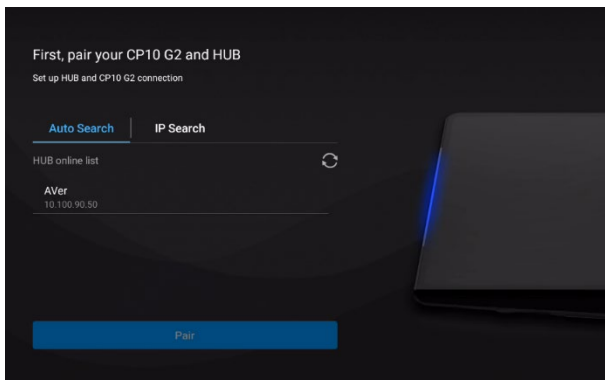 First, pair your CP10 G2 and HUB
Set up HUB and CP10 G2 connection
Auto Search
IP Search
HUB online list
AVer
10.100.90.50
Pair